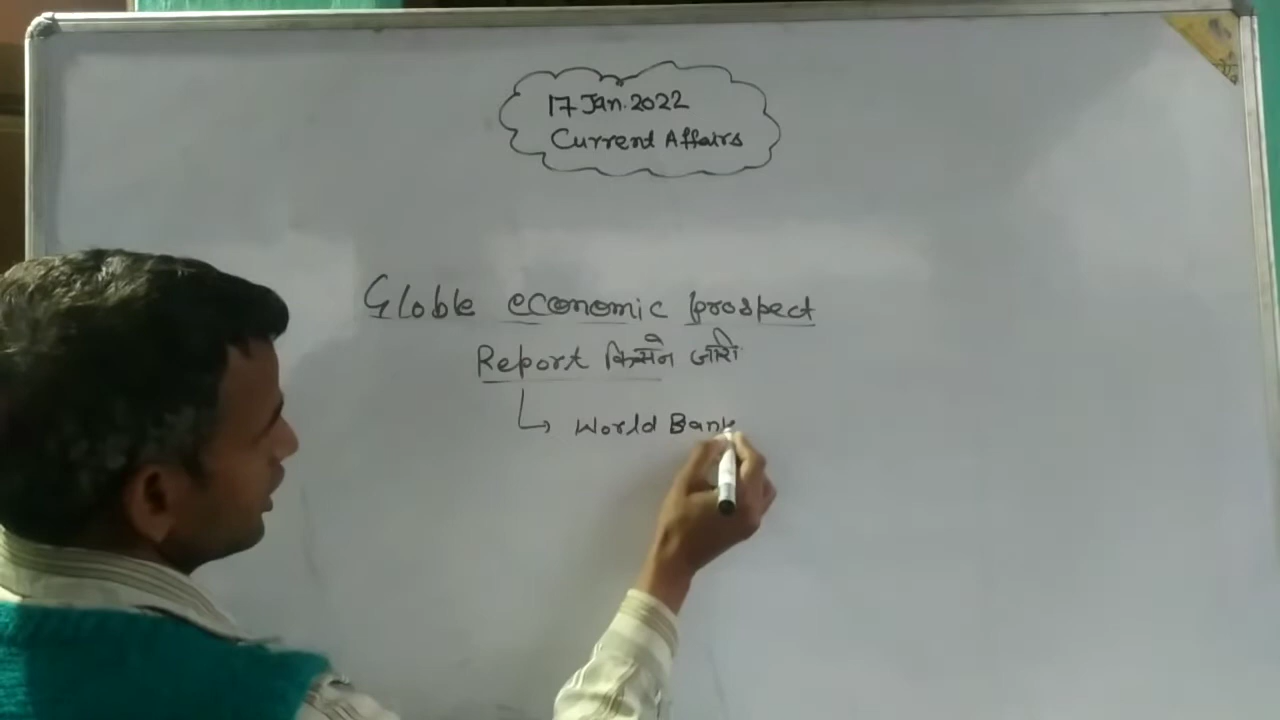 17 Jan. 2022
Current Affairs
Globle economic prospect
Report किसने जारी
World Bank